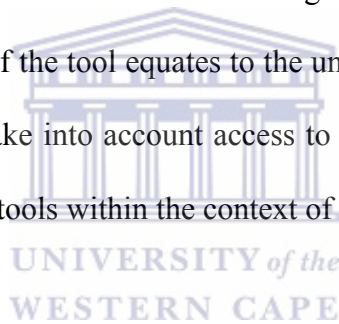 f the tool equates to the un
ake into account access to
tools within the context of
UNIVERSITY of the
WESTERN CAPE